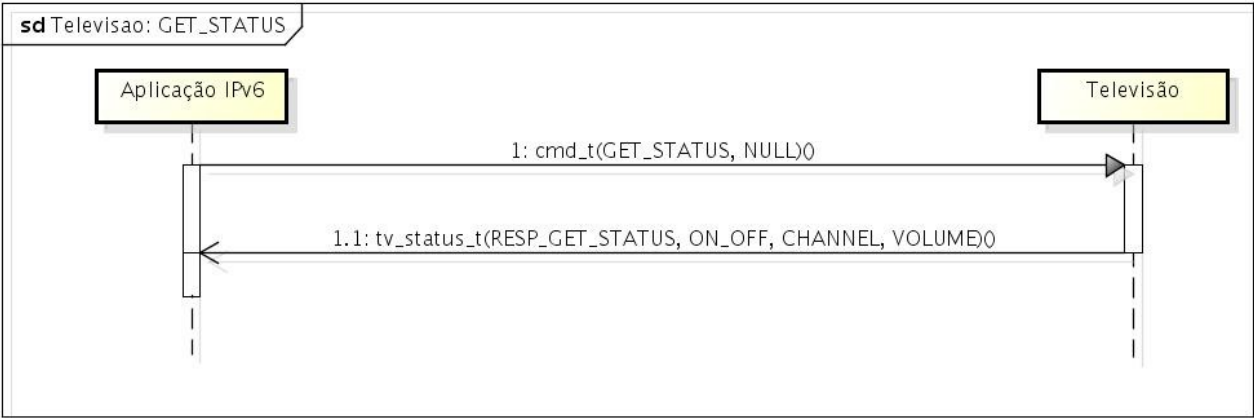 sd Televisao: GET_STATUS
Aplicação IPv6
Televisão
1: cmd_t(GET_STATUS, NULL)()
1.1: tv_status_t(RESP_GET_STATUS, ON_OFF, CHANNEL, VOLUME)()